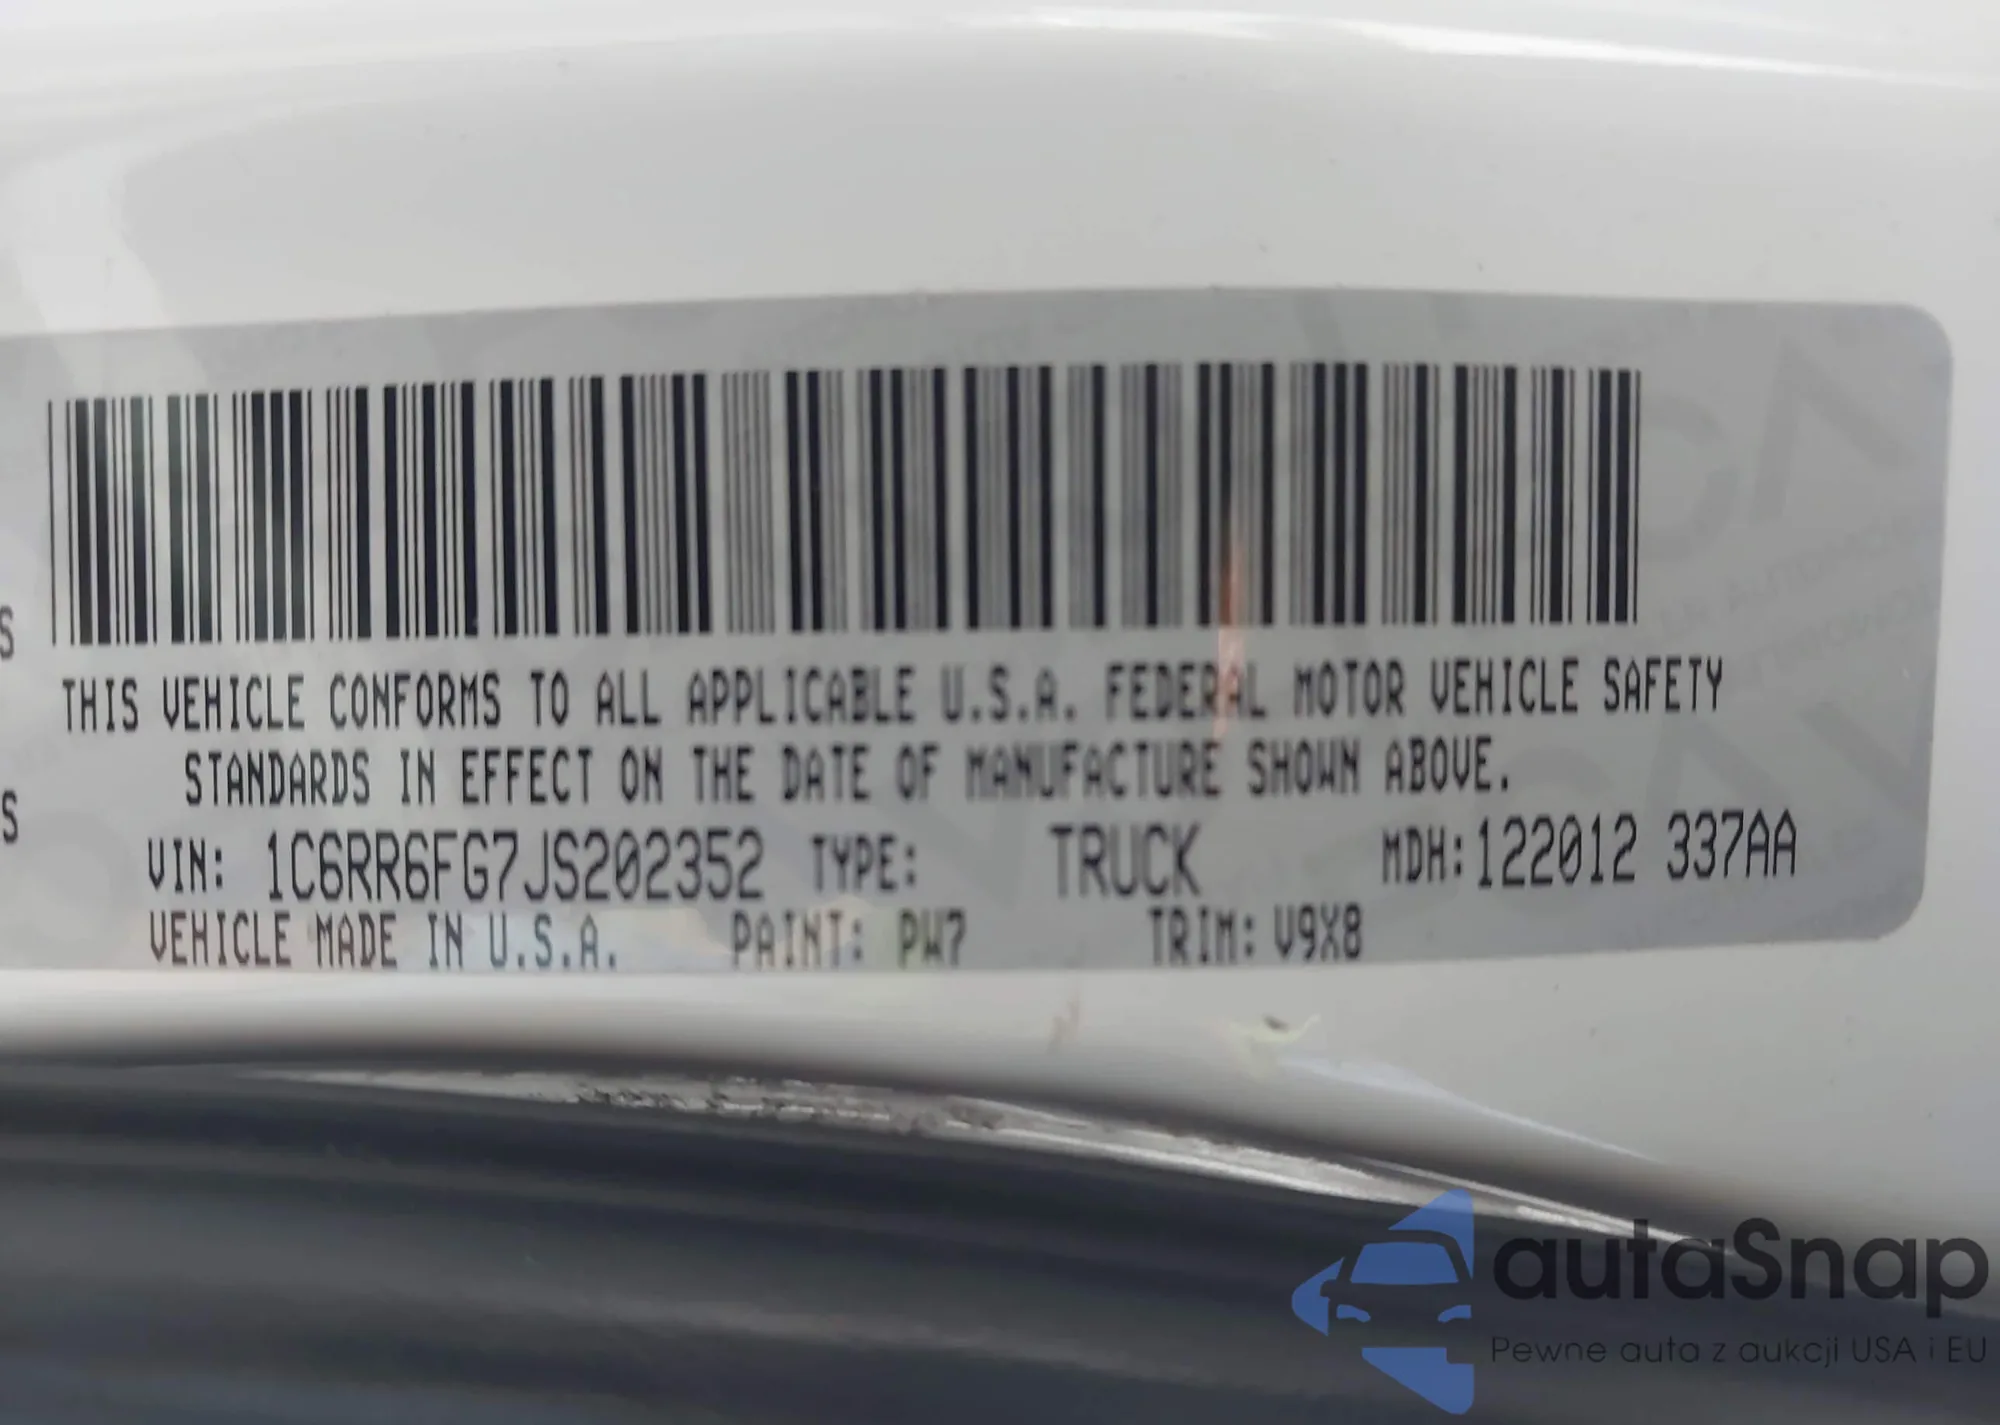 S
THIS VEHICLE CONFORMS TO ALL APPLICABLE U.S.A. FEDERAL MOTOR VEHICLE SAFETY
STANDARDS IN EFFECT ON THE DATE OF MANUFACTURE SHOWN ABOVE.
S
VIN: 1C6RR6FG7JS202352 TYPE: TRUCK MDH:122012 337AA
VEHICLE MADE IN U.S.A. PAINT: PW7 TRIM: V9X8
autaSnap
Pewne auta z aukcji USA i EU